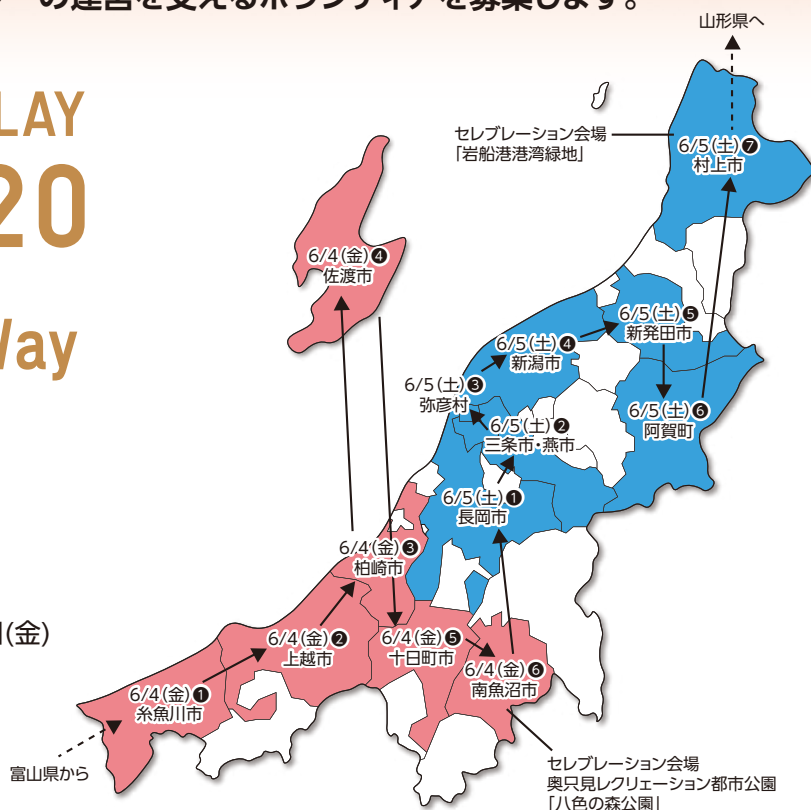 の運営を支えるボランティアを募集します。
LAY
20
Way
(金)
山形県へ
セレブレーション会場
「岩船港港湾緑地」
6/5(土)❼
村上市
6/4(金)❹
佐渡市
6/5(土)❺
新発田市
6/5(土)❹
新潟市
6/5(土)❸
弥彦村
6/5(土)❻
阿賀町
6/5(土)❷
三条市・燕市
6/5(土)❶
長岡市
6/4(金)❸
柏崎市
6/4(金)❷
上越市
6/4(金)❺
十日町市
6/4(金)❻
南魚沼市
6/4(金)❶
糸魚川市
富山県から
セレブレーション会場
奥只見レクリェーション都市公園
「八色の森公園」